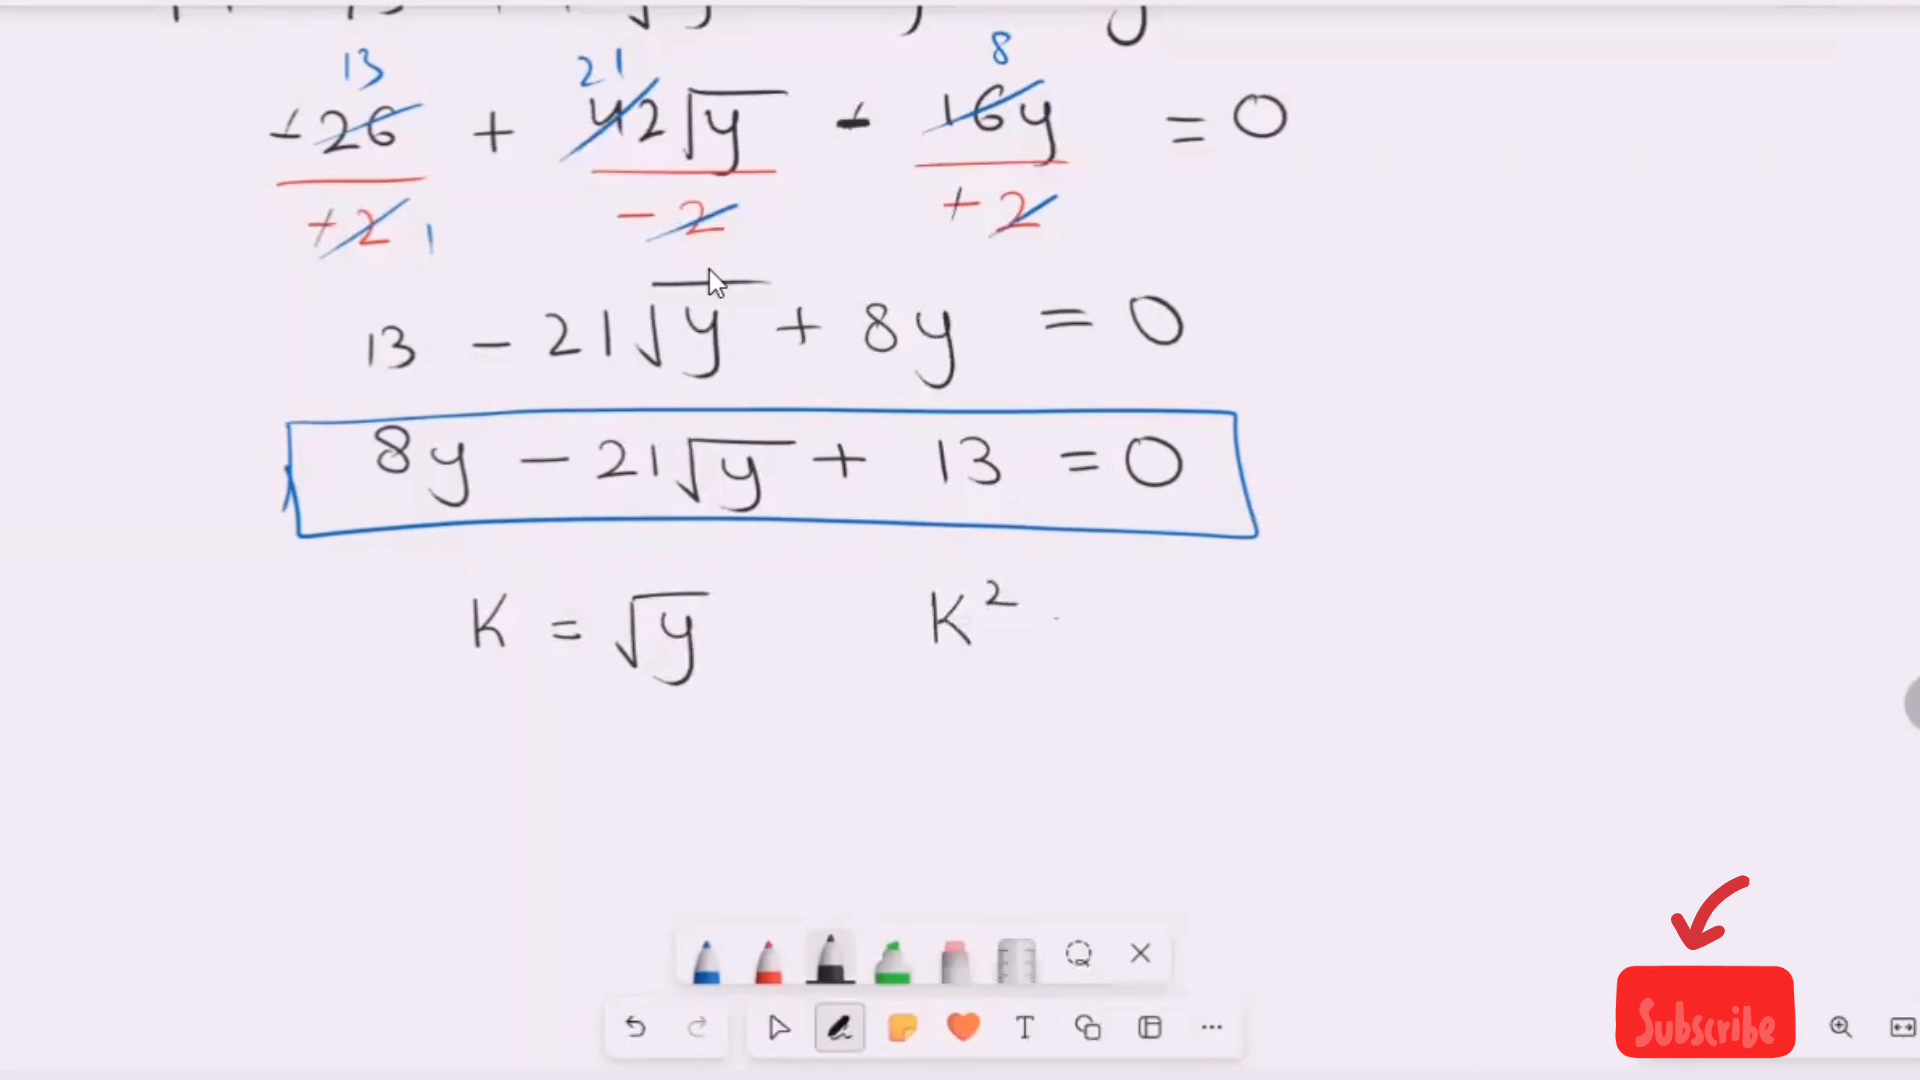 13 21 8
-26 + 42√y - 16y = 0
+2 1 -2 +2
13 - 21√y + 8y = 0
8y - 21√y + 13 = 0
K = √y K²
T
Subscribe